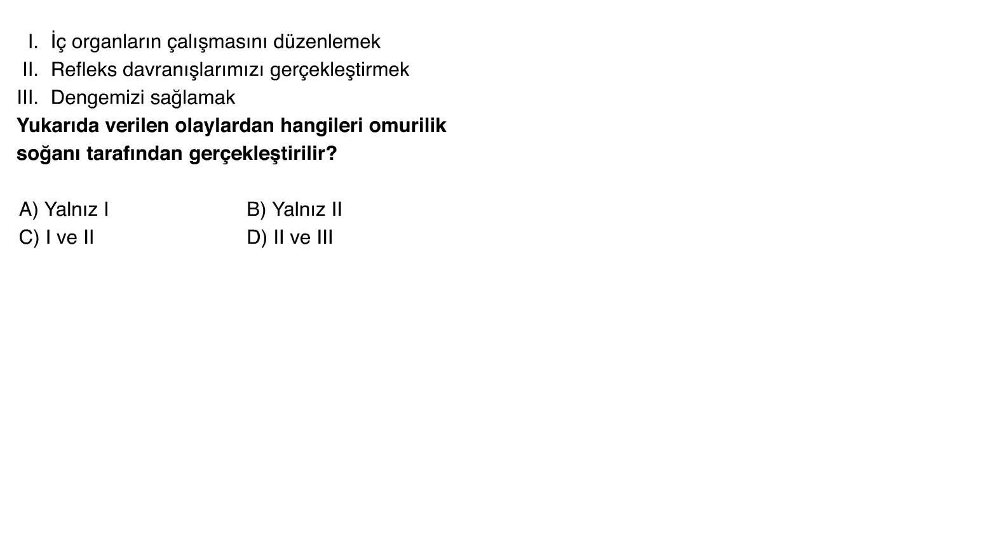 I. İç organların çalışmasını düzenlemek
II. Refleks davranışlarımızı gerçekleştirmek
III. Dengemizi sağlamak
Yukarıda verilen olaylardan hangileri omurilik
soğanı tarafından gerçekleştirilir?
A) Yalnız I B) Yalnız II
C) I ve II D) II ve III